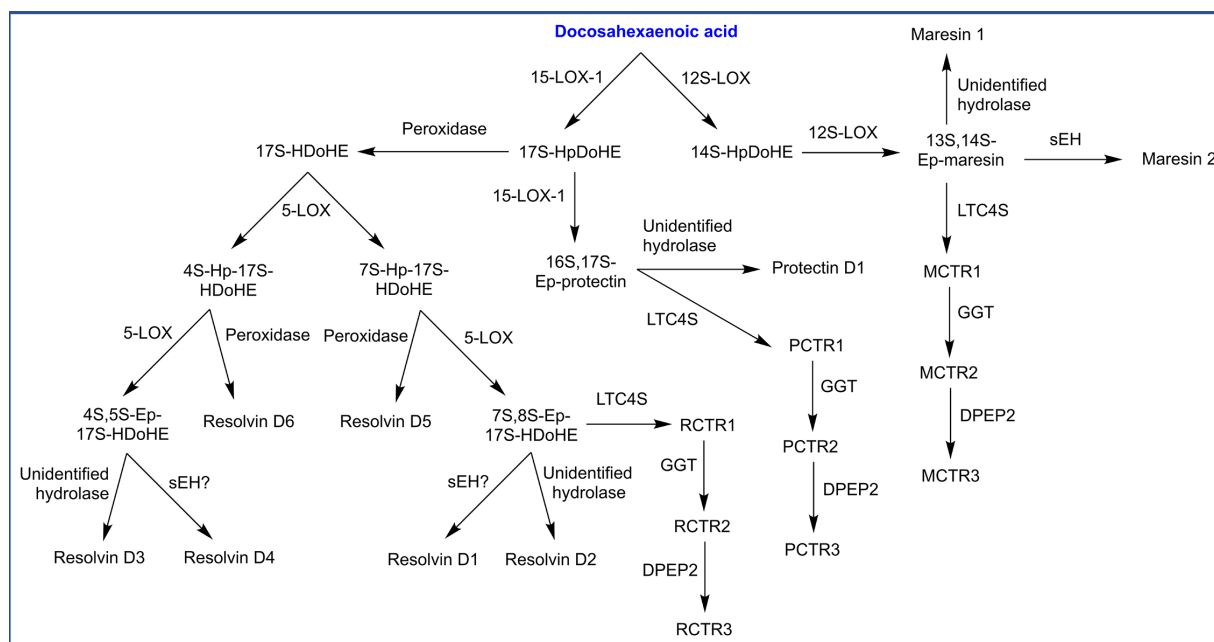 Docosahexaenoic acid
Maresin 1
15-LOX-1
12S-LOX
Unidentified
hydrolase
Peroxidase
12S-LOX
17S-HDoHE
17S-HpDoHE
14S-HpDoHE
13S,14S-
Ep-maresin
sEH
Maresin 2
15-LOX-1
5-LOX
LTC4S
Unidentified
hydrolase
4S-Hp-17S-
HDoHE
7S-Hp-17S-
HDoHE
16S,17S-
Ep-protectin
Protectin D1
MCTR1
LTC4S
GGT
5-LOX
Peroxidase
Peroxidase
5-LOX
PCTR1
MCTR2
GGT
LTC4S
4S,5S-Ep-
17S-HDoHE
Resolvin D6
Resolvin D5
7S,8S-Ep-
17S-HDoHE
RCTR1
PCTR2
DPEP2
MCTR3
Unidentified
hydrolase
sEH?
sEH?
Unidentified
hydrolase
GGT
DPEP2
Resolvin D3
Resolvin D4
Resolvin D1
Resolvin D2
RCTR2
PCTR3
DPEP2
RCTR3